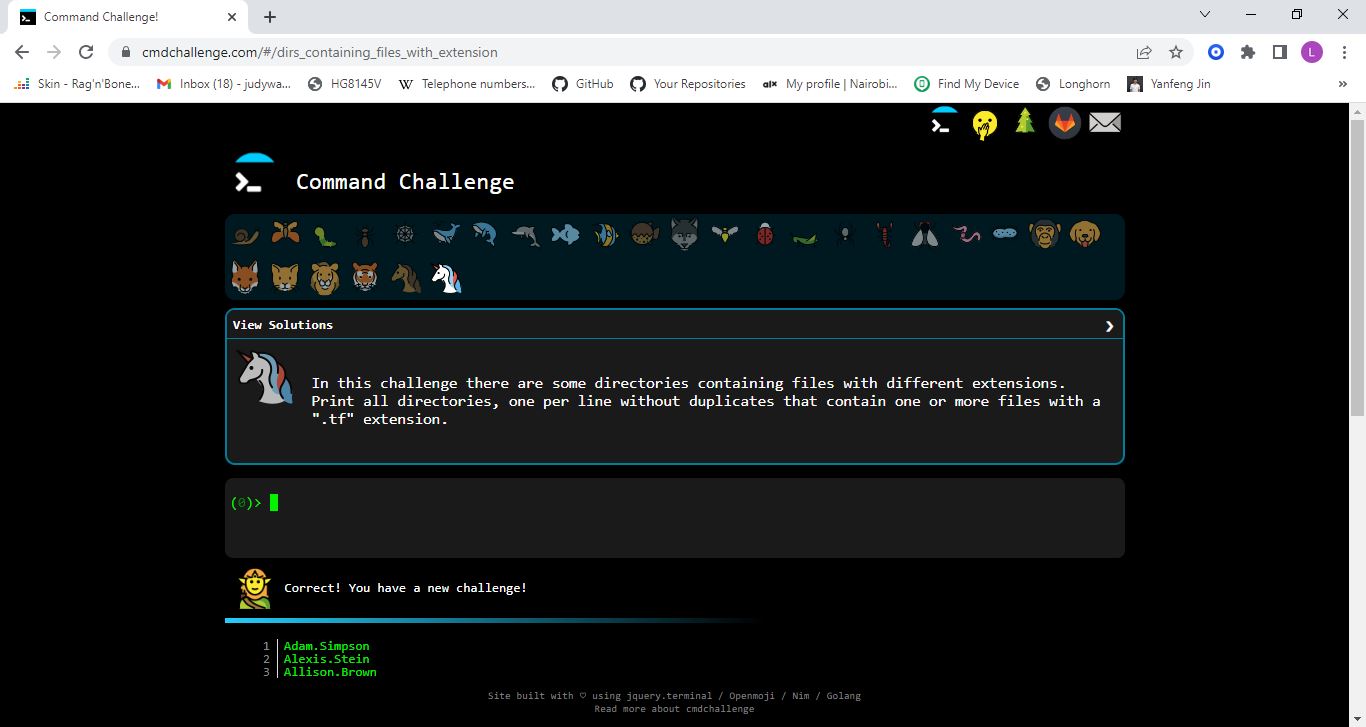 Command Challenge!
cmdchallenge.com/#/dirs_containing_files_with_extension
L
Skin - Rag'n'Bone...
Inbox (18) - judywa...
HG8145V
Telephone numbers...
GitHub
Your Repositories
My profile | Nairobi...
Find My Device
Longhorn
Yanfeng Jin
Command Challenge
View Solutions
In this challenge there are some directories containing files with different extensions.
Print all directories, one per line without duplicates that contain one or more files with a
".tf" extension.
(0)>
Correct! You have a new challenge!
1 Adam.Simpson
2 Alexis.Stein
3 Allison.Brown
Site built with ♡ using jquery.terminal / Openmoji / Nim / Golang
Read more about cmdchallenge